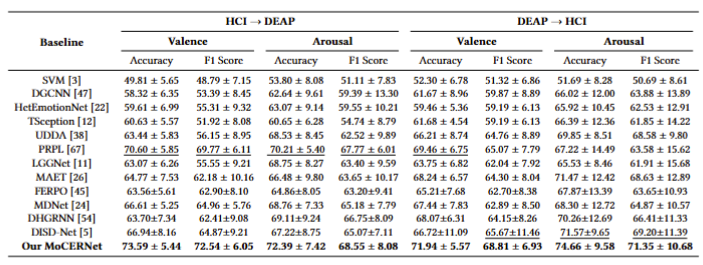 HCI → DEAP DEAP → HCI
Baseline Valence Arousal Valence Arousal
Accuracy F1 Score Accuracy F1 Score Accuracy F1 Score Accuracy F1 Score
SVM [3] 49.81 ± 5.65 48.79 ± 7.15 53.80 ± 8.08 51.11 ± 7.83 52.30 ± 6.78 51.32 ± 6.86 51.69 ± 8.28 50.69 ± 8.61
DGCNN [47] 58.32 ± 6.35 53.39 ± 8.45 62.64 ± 9.61 59.39 ± 13.30 61.67 ± 8.96 59.87 ± 8.89 66.02 ± 12.00 63.88 ± 13.89
HetEmotionNet [22] 59.61 ± 6.99 55.31 ± 9.32 63.07 ± 9.14 59.55 ± 10.21 59.46 ± 5.36 59.19 ± 6.13 65.92 ± 10.45 62.53 ± 12.91
TSception [12] 60.63 ± 5.57 51.92 ± 8.08 60.65 ± 6.28 54.74 ± 8.79 61.68 ± 4.54 59.19 ± 6.13 66.39 ± 12.36 61.85 ± 14.22
UDDA [38] 63.44 ± 5.83 56.15 ± 8.95 68.53 ± 8.45 62.52 ± 9.89 66.21 ± 8.74 64.76 ± 8.89 69.85 ± 8.51 68.58 ± 9.80
PRPL [67] 70.60 ± 5.85 69.77 ± 6.11 70.21 ± 5.40 67.77 ± 6.01 69.46 ± 6.75 65.07 ± 7.79 67.22 ± 14.49 63.58 ± 15.62
LGGNet [11] 63.07 ± 6.26 55.55 ± 9.21 68.75 ± 8.27 63.40 ± 9.59 63.75 ± 6.82 62.04 ± 7.92 65.53 ± 8.46 61.91 ± 15.68
MAET [26] 64.77 ± 7.53 62.18 ± 10.16 66.48 ± 9.80 63.65 ± 10.17 68.24 ± 6.57 64.30 ± 8.04 71.47 ± 12.42 68.63 ± 12.89
FERPO [45] 63.56±5.61 62.90±8.10 64.86±8.05 63.20±9.41 65.21±7.68 62.70±8.38 67.87±13.39 63.65±10.93
MDNet [24] 66.61 ± 5.25 64.96 ± 5.76 68.76 ± 7.33 65.18 ± 7.79 67.44 ± 7.83 62.89 ± 8.50 68.30 ± 12.72 64.87 ± 10.57
DHGRNN [54] 63.70±7.34 62.41±9.08 69.11±9.24 66.75±8.09 68.07±6.31 64.15±8.26 70.26±12.69 66.41±11.33
DISD-Net [5] 66.94±8.16 64.87±9.21 67.22±8.75 65.07±7.11 66.72±11.09 65.67±11.46 71.57±9.65 69.20±11.39
Our MoCERNet 73.59 ± 5.44 72.54 ± 6.05 72.39 ± 7.42 68.55 ± 8.08 71.94 ± 5.57 68.81 ± 6.93 74.66 ± 9.58 71.35 ± 10.68